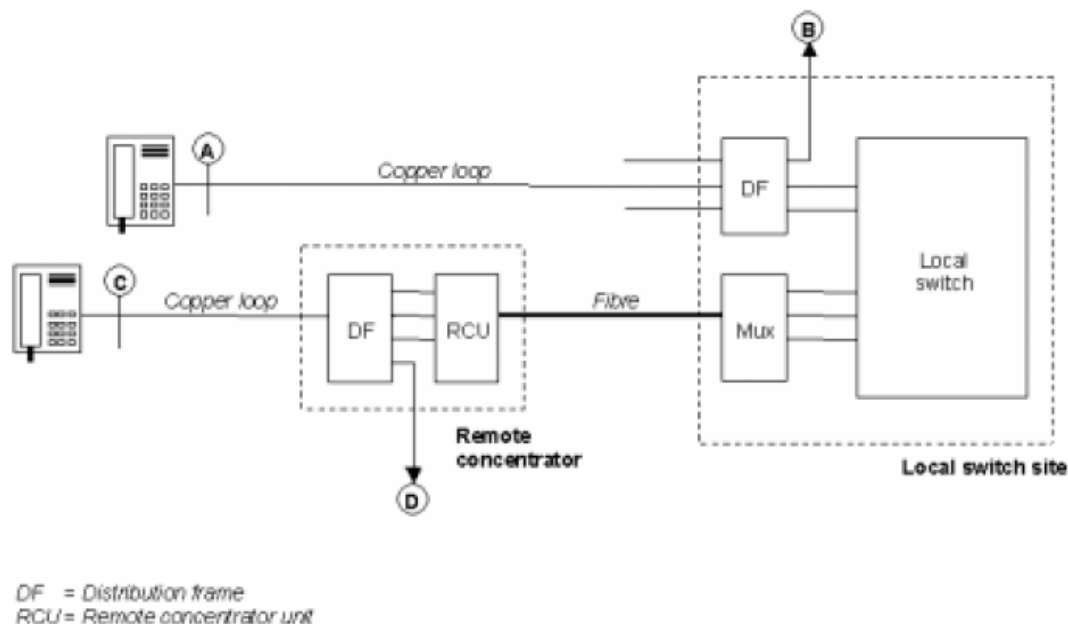 B
A
Copper loop
DF
Local
switch
C
Copper loop
DF
RCU
Fibre
Mux
Remote
concentrator
Local switch site
D
DF = Distribution frame
RCU = Remote concentrator unit